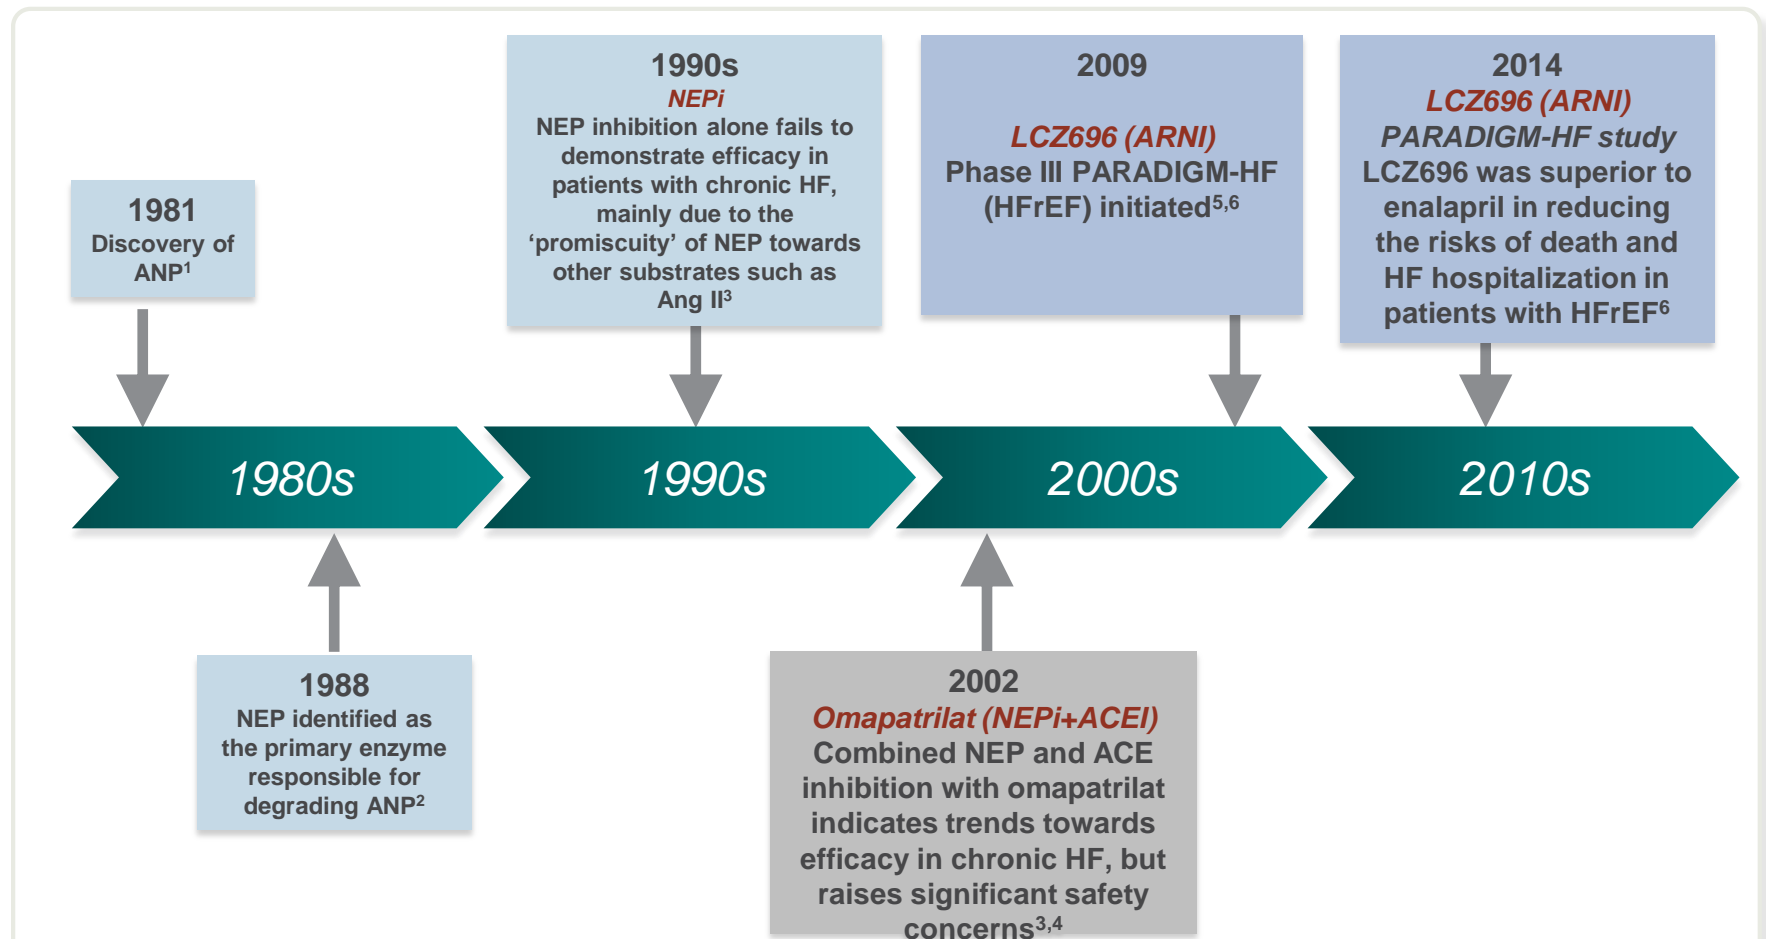 1981
Discovery of
ANP¹
1990s
NEPi
NEP inhibition alone fails to
demonstrate efficacy in
patients with chronic HF,
mainly due to the
‘promiscuity’ of NEP towards
other substrates such as
Ang II³
2009
LCZ696 (ARNI)
Phase III PARADIGM-HF
(HFrEF) initiated⁵,⁶
2014
LCZ696 (ARNI)
PARADIGM-HF study
LCZ696 was superior to
enalapril in reducing
the risks of death and
HF hospitalization in
patients with HFrEF⁶
1980s
1990s
2000s
2010s
1988
NEP identified as
the primary enzyme
responsible for
degrading ANP²
2002
Omapatrilat (NEPi+ACEI)
Combined NEP and ACE
inhibition with omapatrilat
indicates trends towards
efficacy in chronic HF, but
raises significant safety
concerns³,⁴